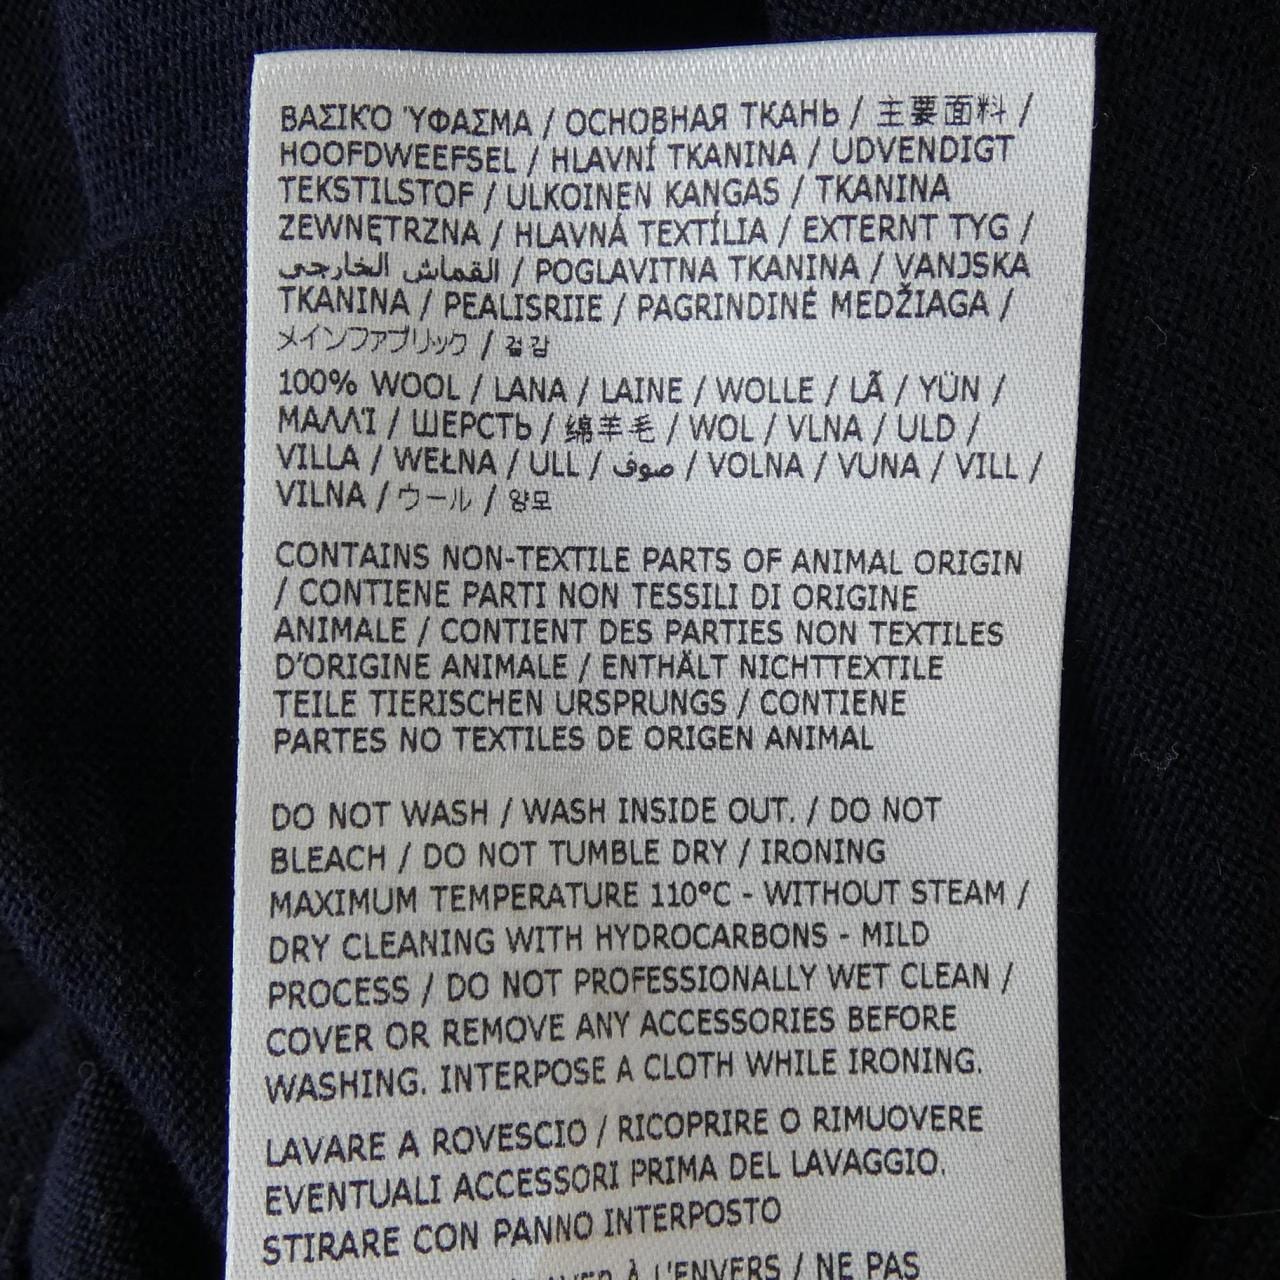 ΒΑΣΙΚΌ ΎΦΑΣΜΑ / ОСНОВНАЯ ТКАНЬ / 主要面料 /
HOOFDWEEFSEL / HLAVNÍ TKANINA / UDVENDIGT
TEKSTILSTOF / ULKOINEN KANGAS / TKANINA
ZEWNĘTRZNA / HLAVNÁ TEXTÍLIA / EXTERNT TYG /
القماش الخارجي / POGLAVITNA TKANINA / VANJSKA
TKANINA / PEALISRIIE / PAGRINDINĖ MEDŽIAGA /
メインファブリック / 겉감
100% WOOL / LANA / LAINE / WOLLE / LÃ / YÜN /
ΜΑΛΛΊ / ШЕРСТЬ / 绵羊毛 / WOL / VLNA / ULD /
VILLA / WEŁNA / ULL / صوف / VOLNA / VUNA / VILL /
VILNA / ウール / 양모
CONTAINS NON-TEXTILE PARTS OF ANIMAL ORIGIN
/ CONTIENE PARTI NON TESSILI DI ORIGINE
ANIMALE / CONTIENT DES PARTIES NON TEXTILES
D'ORIGINE ANIMALE / ENTHÄLT NICHTTEXTILE
TEILE TIERISCHEN URSPRUNGS / CONTIENE
PARTES NO TEXTILES DE ORIGEN ANIMAL
DO NOT WASH / WASH INSIDE OUT. / DO NOT
BLEACH / DO NOT TUMBLE DRY / IRONING
MAXIMUM TEMPERATURE 110°C - WITHOUT STEAM /
DRY CLEANING WITH HYDROCARBONS - MILD
PROCESS / DO NOT PROFESSIONALLY WET CLEAN /
COVER OR REMOVE ANY ACCESSORIES BEFORE
WASHING. INTERPOSE A CLOTH WHILE IRONING.
LAVARE A ROVESCIO / RICOPRIRE O RIMUOVERE
EVENTUALI ACCESSORI PRIMA DEL LAVAGGIO.
STIRARE CON PANNO INTERPOSTO
À L'ENVERS / NE PAS